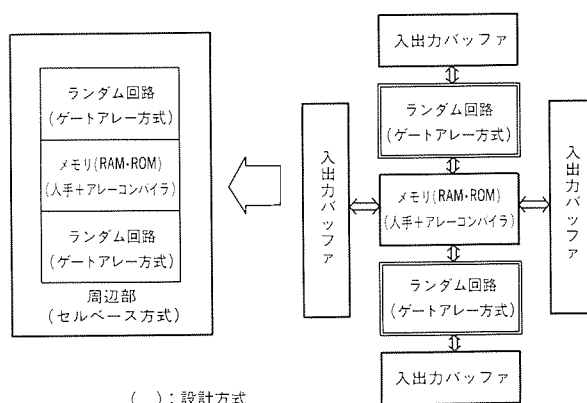 ランダム回路
(ゲートアレー方式)
メモリ(RAM・ROM)
(人手+アレーコンパイラ)
ランダム回路
(ゲートアレー方式)
周辺部
(セルベース方式)
入出力バッファ
ランダム回路
(ゲートアレー方式)
入出力バッファ
メモリ(RAM・ROM)
(人手+アレーコンパイラ)
入出力バッファ
ランダム回路
(ゲートアレー方式)
入出力バッファ
( ):設計方式